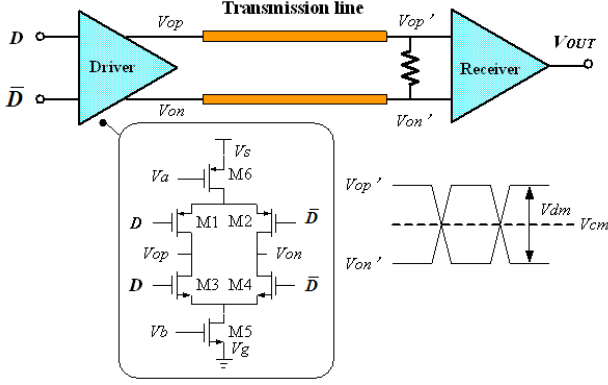 Transmission line
D Vop Vop′
Driver Receiver VOUT
D̅ Von Von′
Vs
Va M6
D M1 M2 D̅
Vop Von
D M3 M4 D̅
Vb M5
Vg
Vop′
Vdm Vcm
Von′